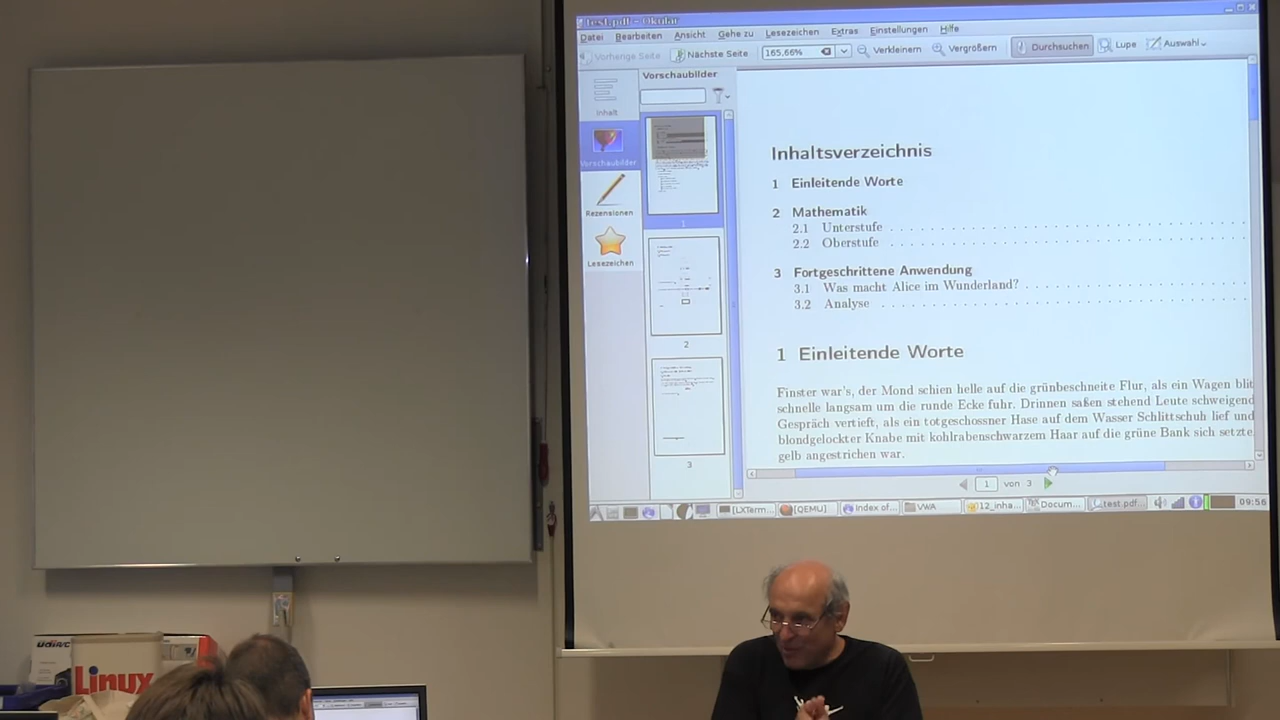 test.pdf – Okular
Datei Bearbeiten Ansicht Gehe zu Lesezeichen Extras Einstellungen Hilfe
Vorherige Seite Nächste Seite 165,66% Verkleinern Vergrößern Durchsuchen Lupe Auswahl
Vorschaubilder
Inhalt
Vorschaubilder
Rezensionen
Lesezeichen
1
2
3
Inhaltsverzeichnis
1 Einleitende Worte
2 Mathematik
2.1 Unterstufe
2.2 Oberstufe
3 Fortgeschrittene Anwendung
3.1 Was macht Alice im Wunderland?
3.2 Analyse
1 Einleitende Worte
Finster war's, der Mond schien helle auf die grünbeschneite Flur, als ein Wagen blit
schnelle langsam um die runde Ecke fuhr. Drinnen saßen stehend Leute schweigend
Gespräch vertieft, als ein totgeschossner Hase auf dem Wasser Schlittschuh lief und
blondgelockter Knabe mit kohlrabenschwarzem Haar auf die grüne Bank sich setzte
gelb angestrichen war.
1 von 3
[LXTerm... [QEMU] Index of... VWA 12_inha... Docum... test.pdf... 09:56
Linux